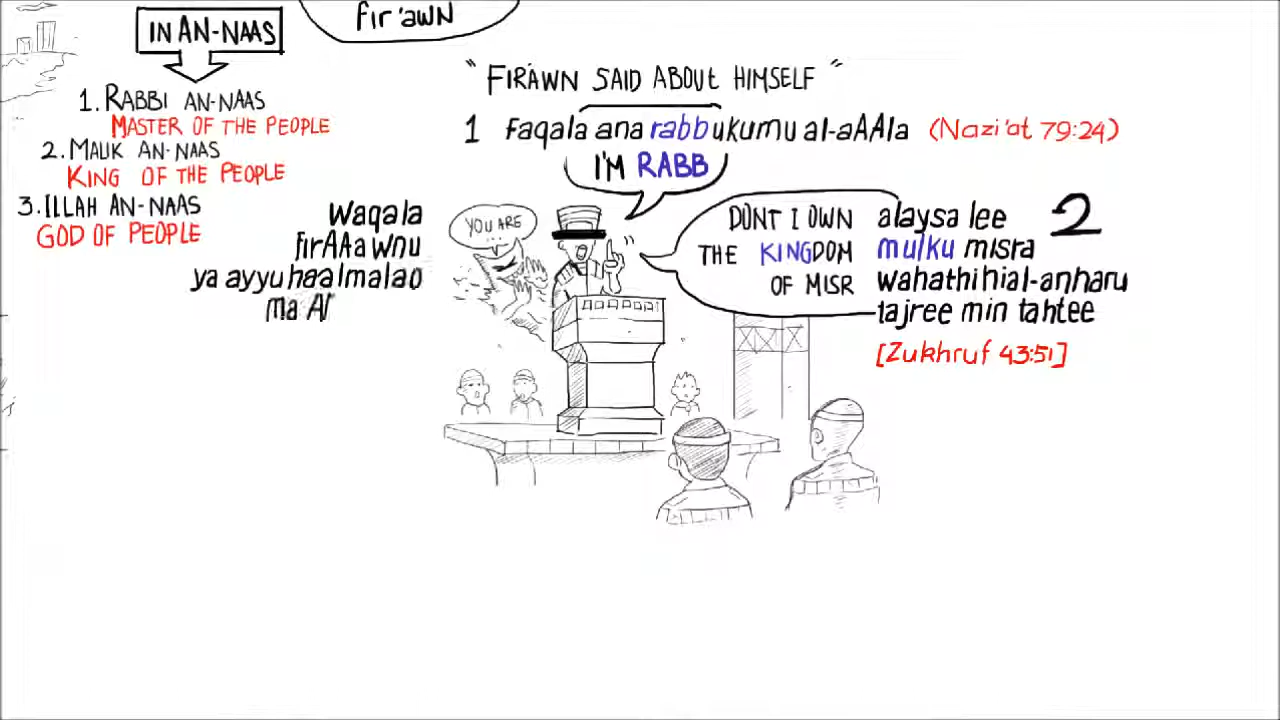 fir'awn
IN AN-NAAS
1. RABBI AN-NAAS
MASTER OF THE PEOPLE
2. MALIK AN-NAAS
KING OF THE PEOPLE
3. ILLAH AN-NAAS
GOD OF PEOPLE
"FIR'AWN SAID ABOUT HIMSELF"
1 faqala ana rabbukumu al-aAAla (Nazi'at 79:24)
I'M RABB
DONT I OWN
THE KINGDOM
OF MISR
alaysa lee
mulku misra
wahathihial-anharu
tajree min tahtee
2
[Zukhruf 43:51]
YOU ARE
waqala
firAAawnu
ya ayyuhaalmalao
ma Al